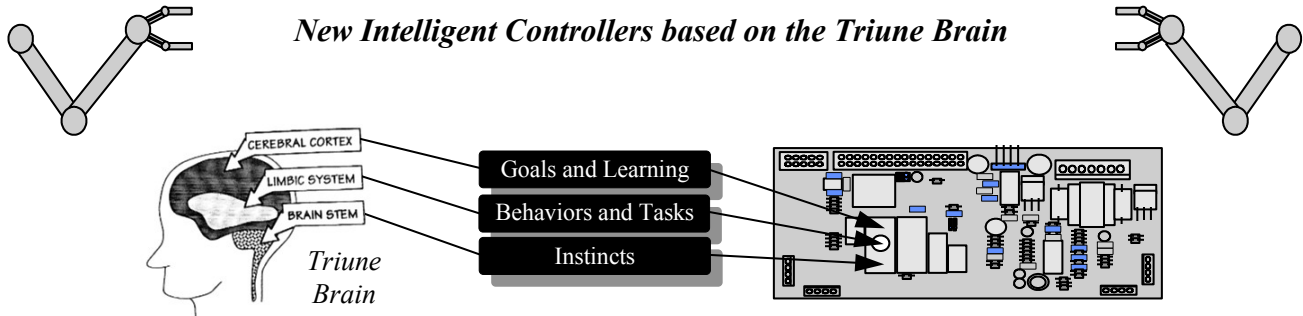 New Intelligent Controllers based on the Triune Brain
CEREBRAL CORTEX
LIMBIC SYSTEM
BRAIN STEM
Triune
Brain
Goals and Learning
Behaviors and Tasks
Instincts